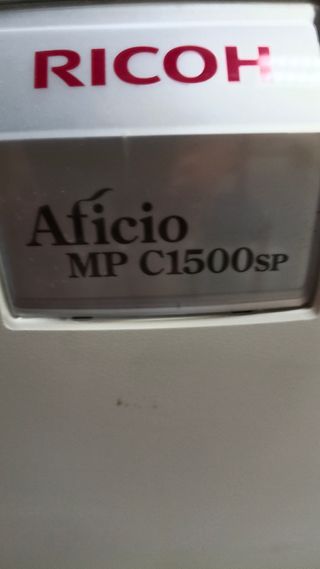 RICOH
Aficio
MP C1500SP